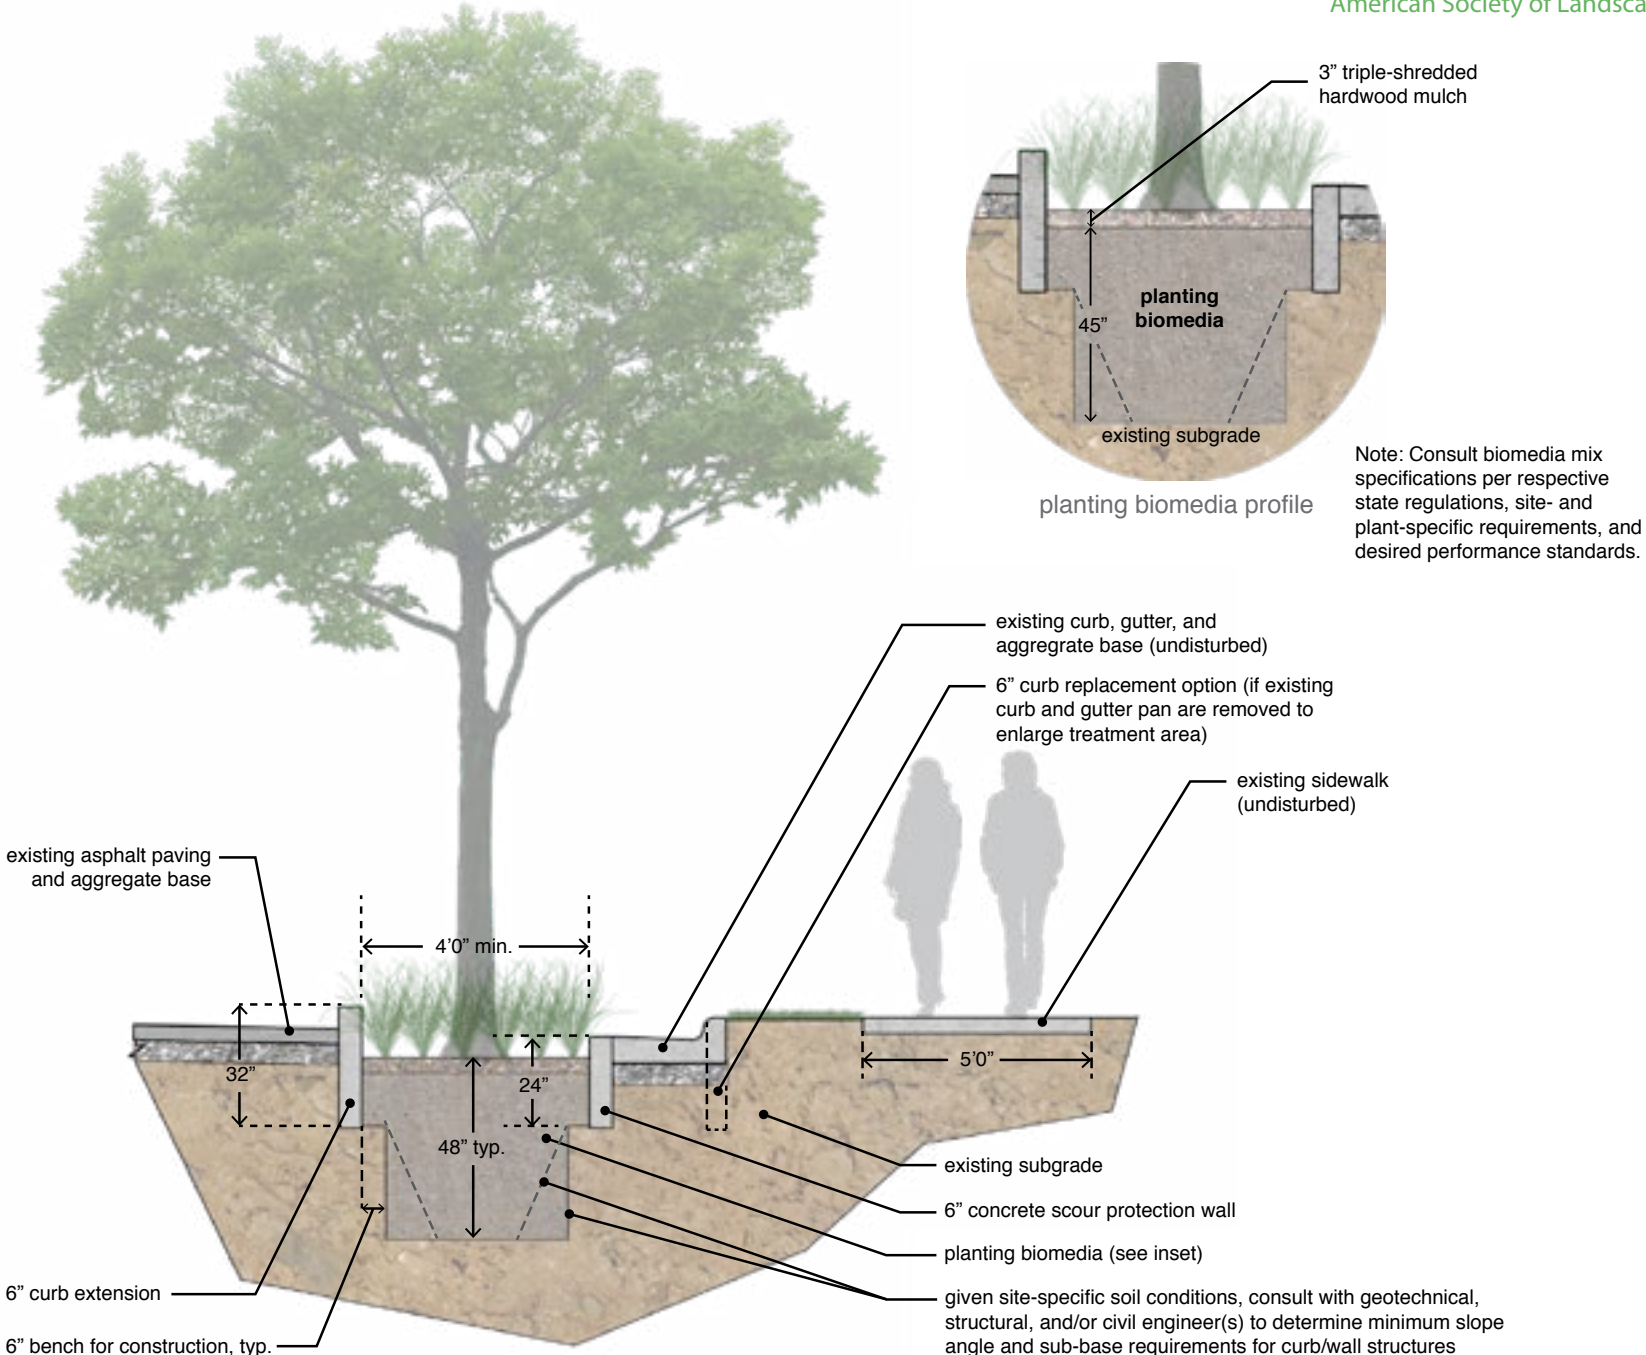 American Society of Landsca
3” triple-shredded
hardwood mulch
planting
biomedia
45”
existing subgrade
planting biomedia profile
Note: Consult biomedia mix
specifications per respective
state regulations, site- and
plant-specific requirements, and
desired performance standards.
existing curb, gutter, and
aggregrate base (undisturbed)
6” curb replacement option (if existing
curb and gutter pan are removed to
enlarge treatment area)
existing sidewalk
(undisturbed)
existing asphalt paving
and aggregate base
4’0” min.
32”
24”
48” typ.
5’0”
existing subgrade
6” concrete scour protection wall
planting biomedia (see inset)
given site-specific soil conditions, consult with geotechnical,
structural, and/or civil engineer(s) to determine minimum slope
angle and sub-base requirements for curb/wall structures
6” curb extension
6” bench for construction, typ.